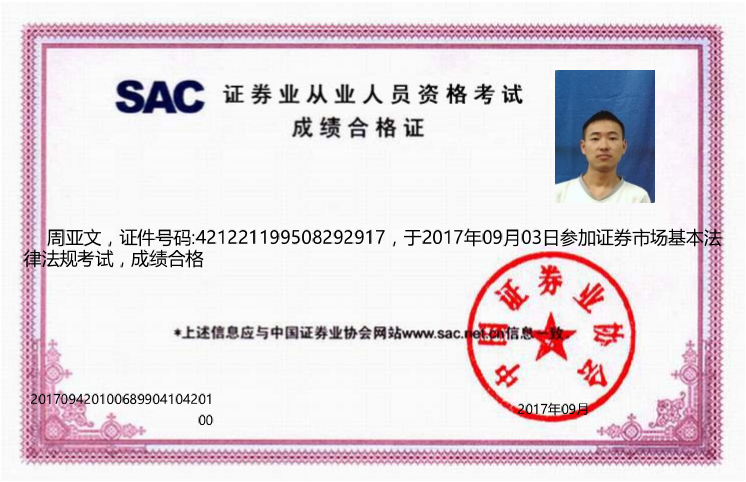 SAC 证券业从业人员资格考试
成绩合格证
周亚文，证件号码:421221199508292917，于2017年09月03日参加证券市场基本法
律法规考试，成绩合格
*上述信息应与中国证券业协会网站www.sac.net.cn信息一致。
中国证券业协会
201709420100689904104201
00
2017年09月